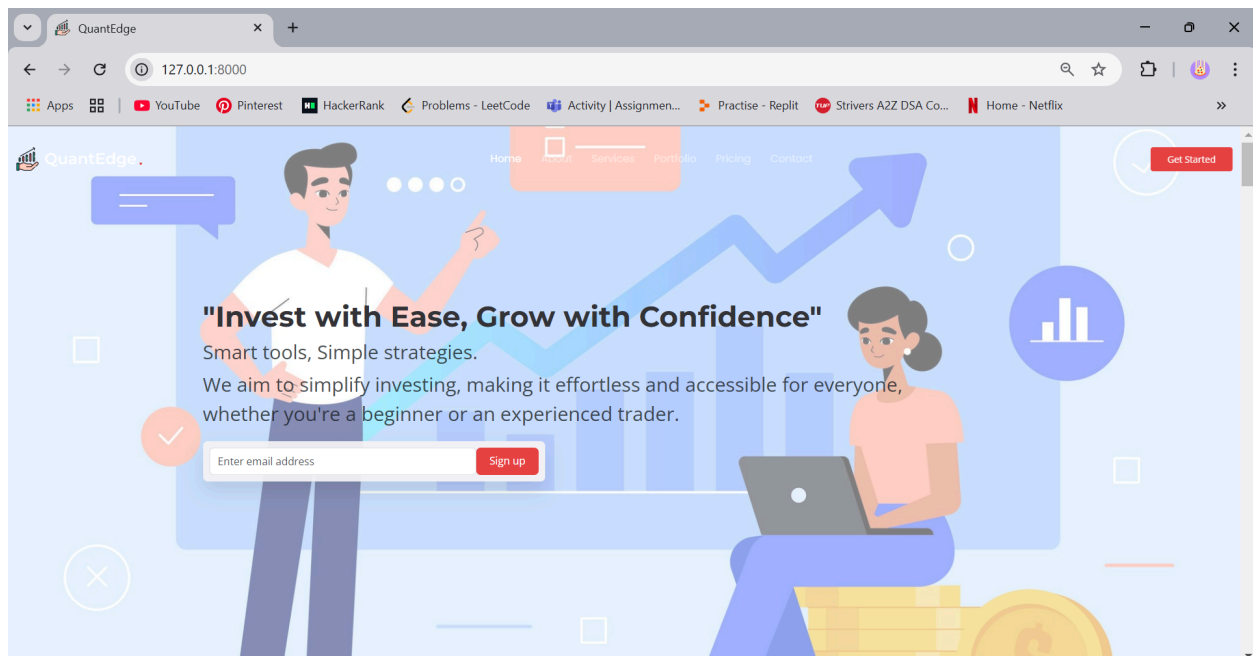 QuantEdge
127.0.0.1:8000
Apps YouTube Pinterest HackerRank Problems - LeetCode Activity | Assignmen... Practise - Replit Strivers A2Z DSA Co... Home - Netflix »
QuantEdge. Home About Services Portfolio Pricing Contact Get Started
"Invest with Ease, Grow with Confidence"
Smart tools, Simple strategies.
We aim to simplify investing, making it effortless and accessible for everyone,
whether you're a beginner or an experienced trader.
Enter email address Sign up